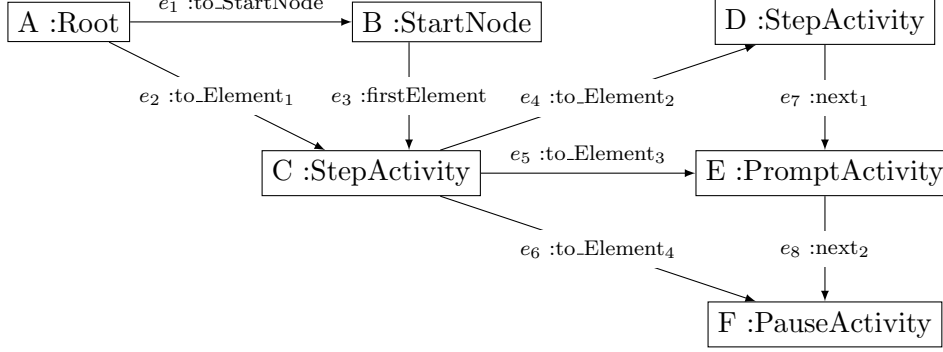 A :Root
e₁ :to_StartNode
B :StartNode
D :StepActivity
e₂ :to_Element₁
e₃ :firstElement
e₄ :to_Element₂
e₇ :next₁
C :StepActivity
e₅ :to_Element₃
E :PromptActivity
e₆ :to_Element₄
e₈ :next₂
F :PauseActivity